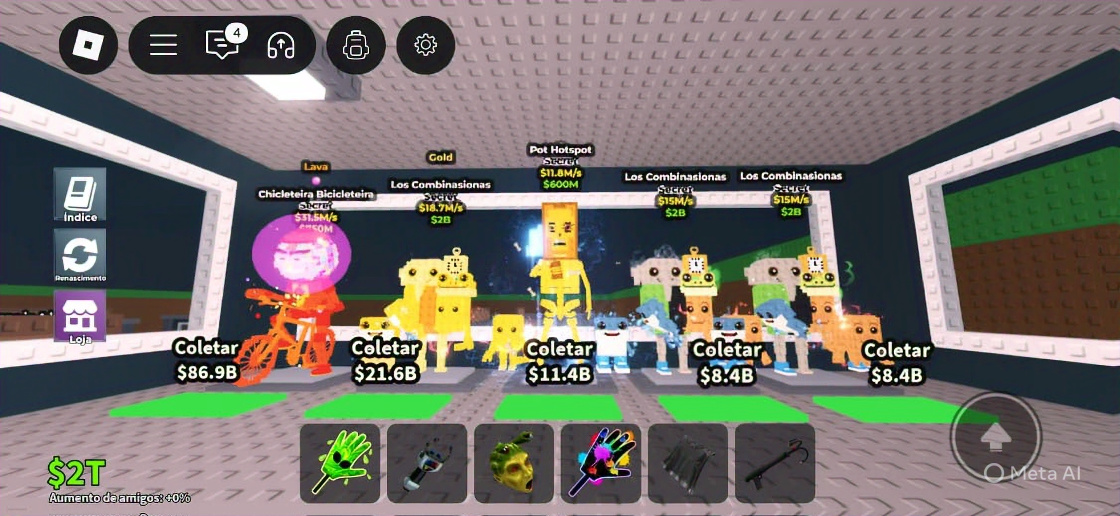 4
Índice
Renascimento
Loja
Lava
Chicleteira Bicicleteira
Secret
$31.5M/s
Gold
Los Combinasionas
Secret
$18.7M/s
$2B
Pot Hotspot
Secret
$11.8M/s
$600M
Los Combinasionas
Secret
$15M/s
$2B
Los Combinasionas
Secret
$15M/s
$2B
Coletar
$86.9B
Coletar
$21.6B
Coletar
$11.4B
Coletar
$8.4B
Coletar
$8.4B
$2T
Aumento de amigos: +0%
Meta AI